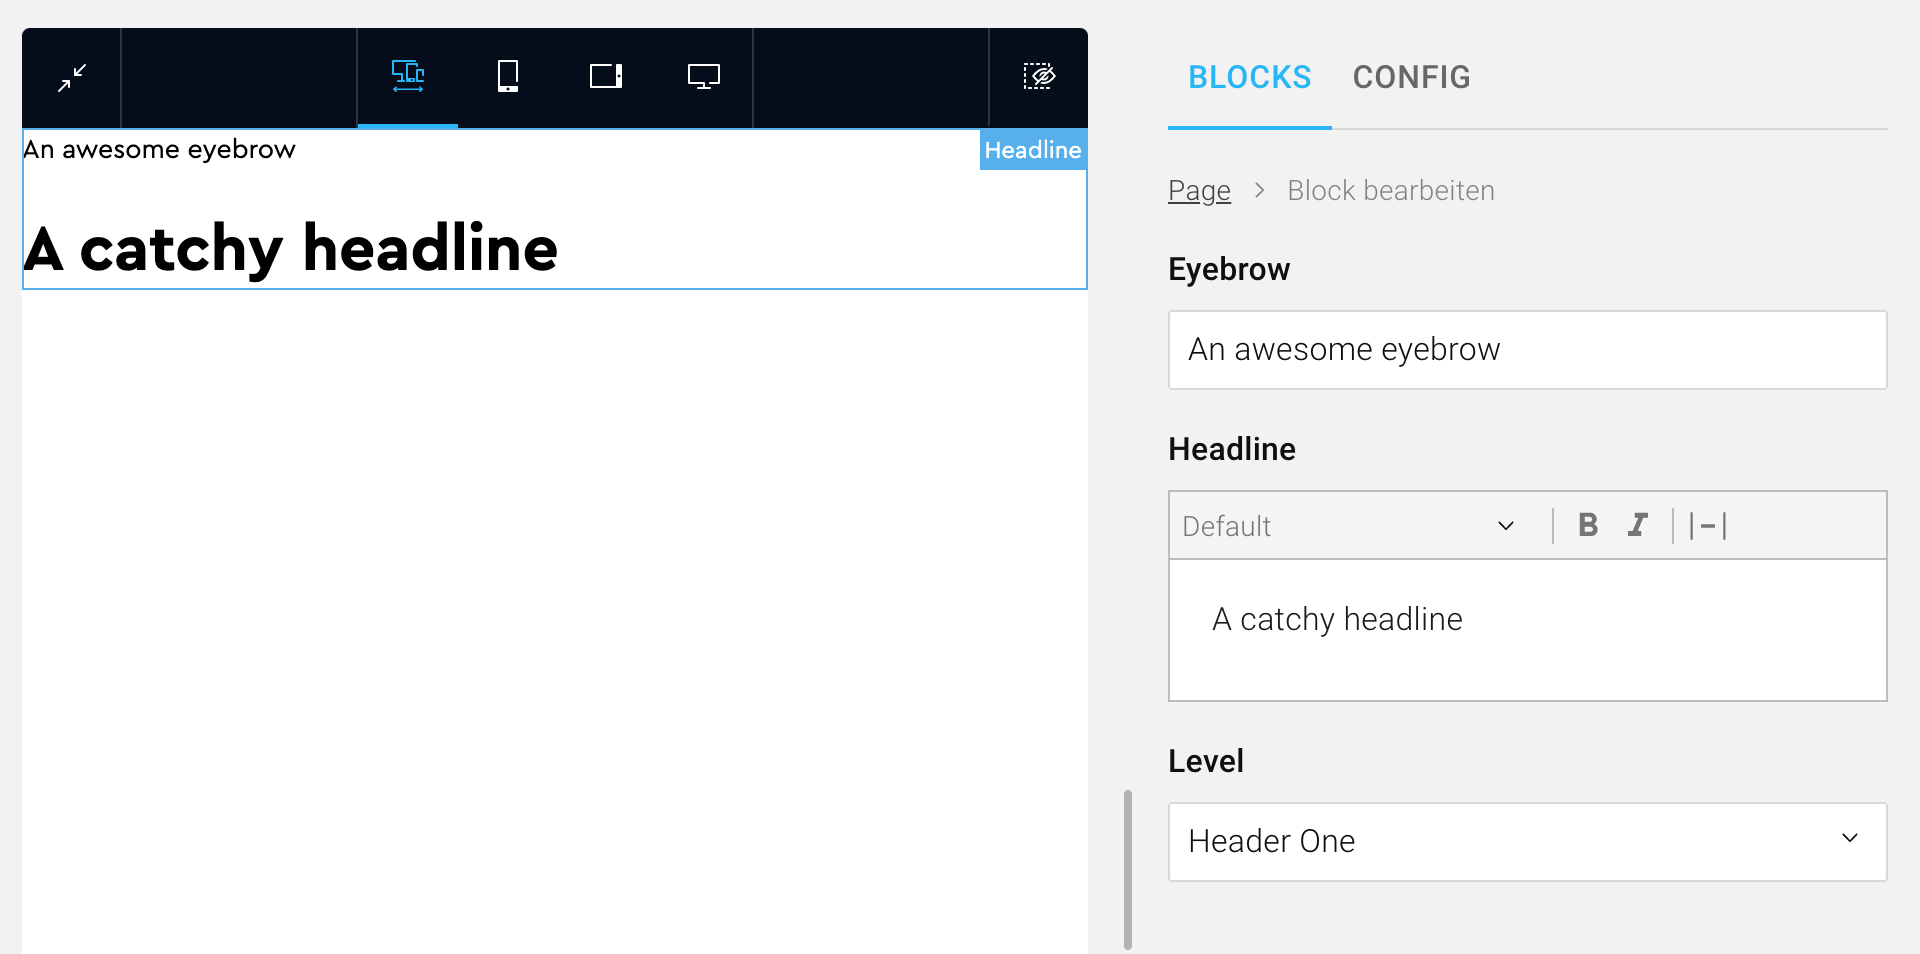 An awesome eyebrow
Headline
A catchy headline
BLOCKS CONFIG
Page > Block bearbeiten
Eyebrow
An awesome eyebrow
Headline
Default B I |-|
A catchy headline
Level
Header One